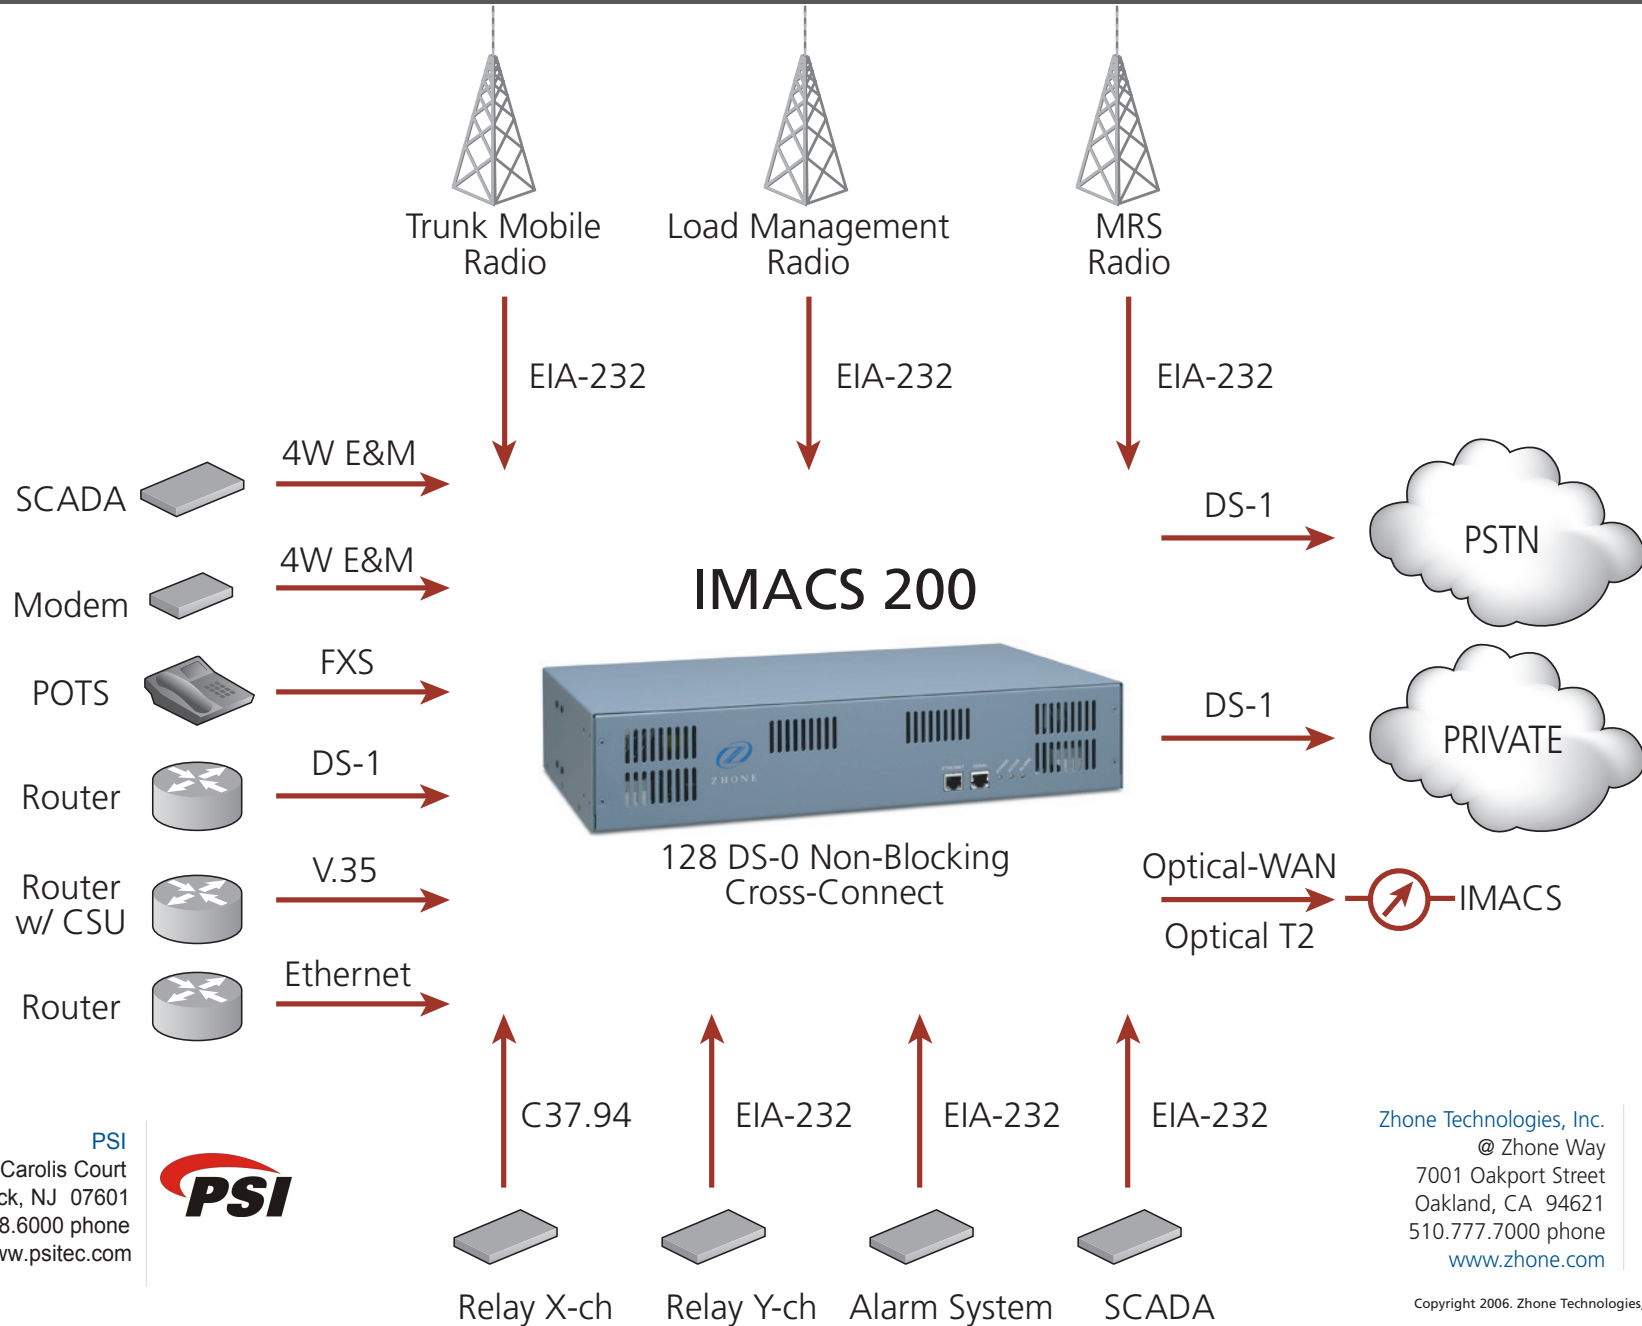 Trunk Mobile
Radio
Load Management
Radio
MRS
Radio
EIA-232
EIA-232
EIA-232
4W E&M
SCADA
DS-1
PSTN
4W E&M
Modem
IMACS 200
FXS
POTS
DS-1
PRIVATE
DS-1
Router
ZHONE
ETHERNET
128 DS-0 Non-Blocking
Cross-Connect
V.35
Router
w/ CSU
Optical-WAN
IMACS
Optical T2
Ethernet
Router
C37.94
EIA-232
EIA-232
EIA-232
PSI
Carolis Court
ck, NJ 07601
8.6000 phone
ww.psitec.com
PSI
Zhone Technologies, Inc.
@ Zhone Way
7001 Oakport Street
Oakland, CA 94621
510.777.7000 phone
www.zhone.com
Relay X-ch
Relay Y-ch
Alarm System
SCADA
Copyright 2006. Zhone Technologies,